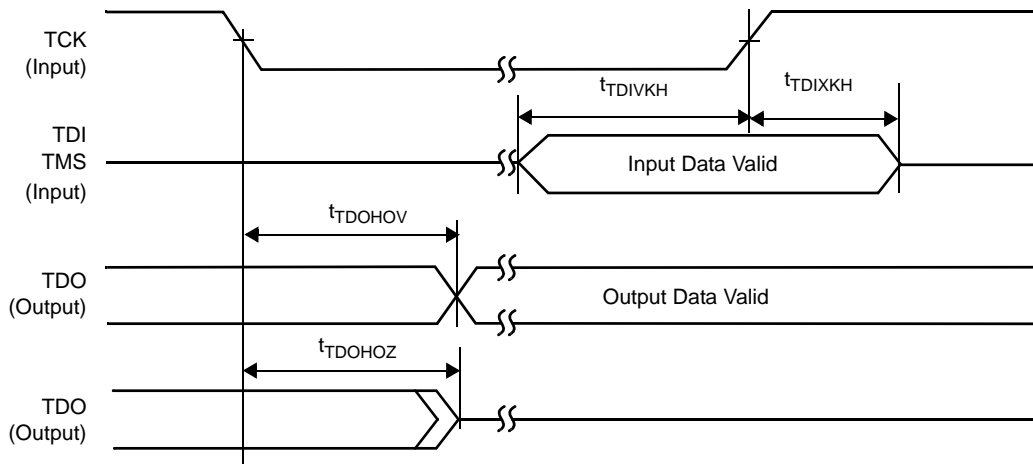 TCK
(Input)
tTDIVKH
tTDIXKH
TDI
TMS
(Input)
Input Data Valid
tTDOHOV
TDO
(Output)
Output Data Valid
tTDOHOZ
TDO
(Output)